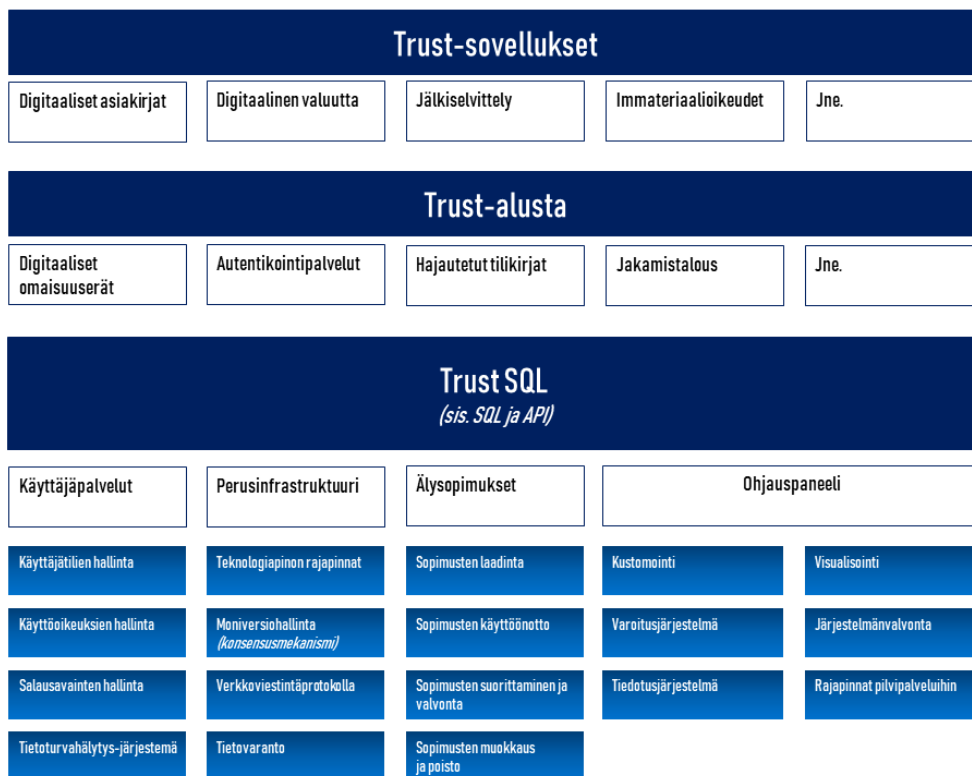 Trust-sovellukset
Digitaaliset asiakirjat
Digitaalinen valuutta
Jälkiselvittely
Immateriaalioikeudet
Jne.
Trust-alusta
Digitaaliset
omaisuuserät
Autentikointipalvelut
Hajautetut tilikirjat
Jakamistalous
Jne.
Trust SQL
(sis. SQL ja API)
Käyttäjäpalvelut
Perusinfrastruktuuri
Älysopimukset
Ohjauspaneeli
Käyttäjätilien hallinta
Teknologiapinon rajapinnat
Sopimusten laadinta
Kustomointi
Visualisointi
Käyttöoikeuksien hallinta
Moniversiohallinta
(konsensusmekanismi)
Sopimusten käyttöönotto
Varoitusjärjestelmä
Järjestelmänvalvonta
Salausavainten hallinta
Verkkoviestintäprotokolla
Sopimusten suorittaminen ja
valvonta
Tiedotusjärjestelmä
Rajapinnat pilvipalveluihin
Tietoturvahälytys-järjestemä
Tietovaranto
Sopimusten muokkaus
ja poisto